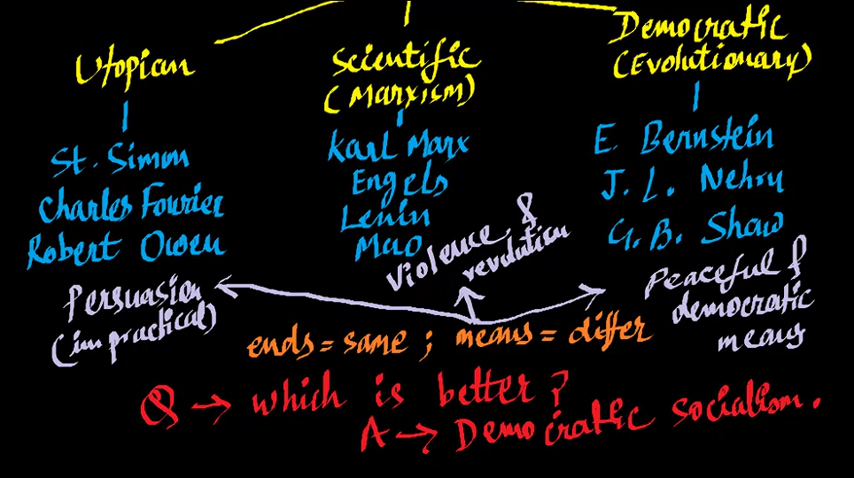 Utopian
St. Simon
Charles Fourier
Robert Owen
Persuasion
(impractical)
Scientific
(Marxism)
Karl Marx
Engels
Lenin
Mao
Violence &
revolution
Democratic
(Evolutionary)
E. Bernstein
J. L. Nehru
G. B. Shaw
Peaceful &
democratic
means
ends = same ; means = differ
Q → which is better?
A → Democratic socialism.